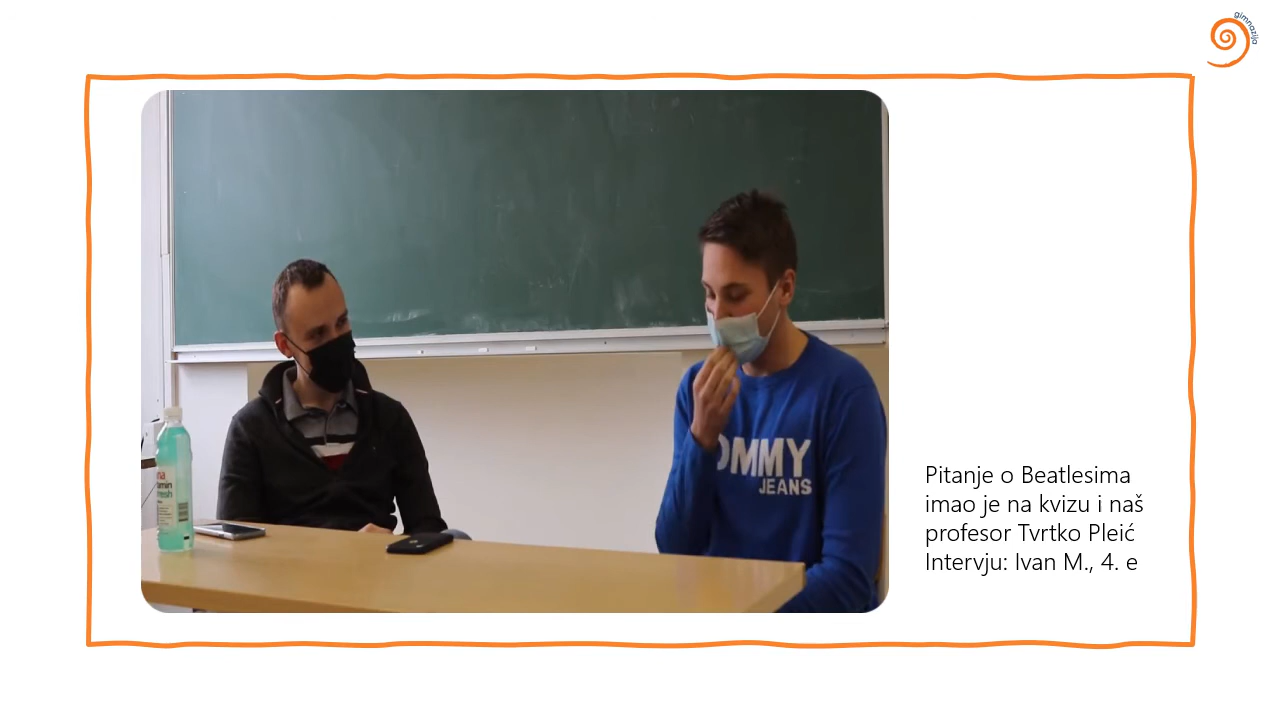 gimnazija
Pitanje o Beatlesima
imao je na kvizu i naš
profesor Tvrtko Pleić
Intervju: Ivan M., 4. e
OMMY
JEANS